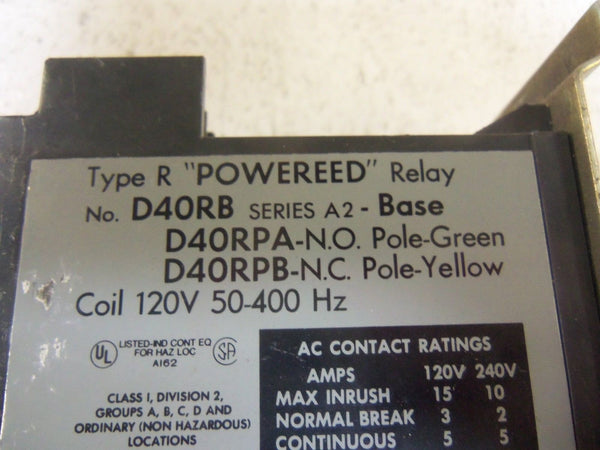 Type R "POWEREED" Relay
No. D40RB SERIES A2 - Base
D40RPA-N.O. Pole-Green
D40RPB-N.C. Pole-Yellow
Coil 120V 50-400 Hz
UL LISTED-IND CONT EQ
FOR HAZ LOC
A162
SA
CLASS I, DIVISION 2,
GROUPS A, B, C, D AND
ORDINARY (NON HAZARDOUS)
LOCATIONS
AC CONTACT RATINGS
AMPS 120V 240V
MAX INRUSH 15 10
NORMAL BREAK 3 2
CONTINUOUS 5 5